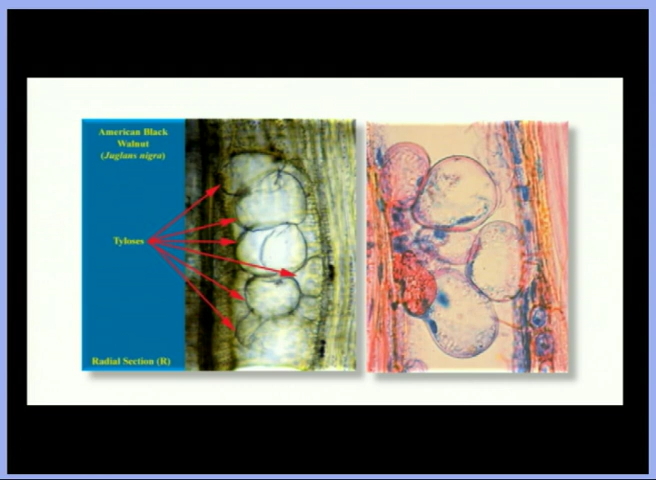 American Black
Walnut
(Juglans nigra)
Tyloses
Radial Section (R)